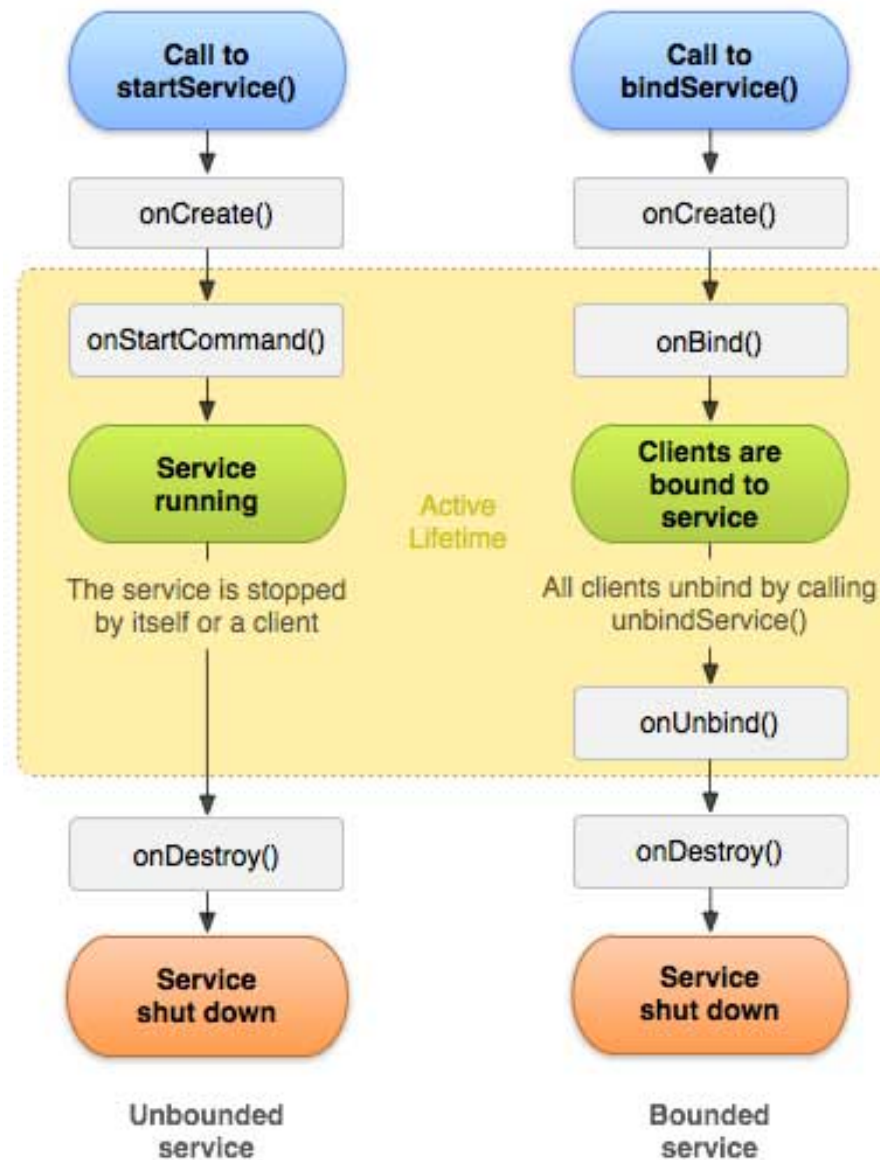 Call to
startService()
onCreate()
onStartCommand()
Service
running
The service is stopped
by itself or a client
onDestroy()
Service
shut down
Unbounded
service
Active
Lifetime
Call to
bindService()
onCreate()
onBind()
Clients are
bound to
service
All clients unbind by calling
unbindService()
onUnbind()
onDestroy()
Service
shut down
Bounded
service